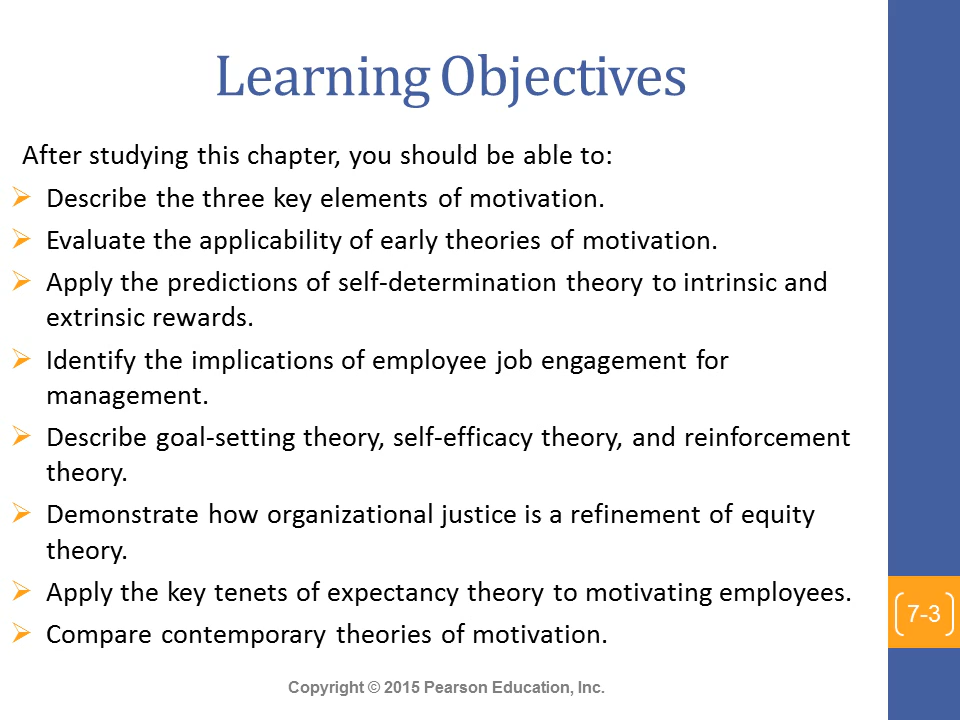 Learning Objectives
After studying this chapter, you should be able to:
Describe the three key elements of motivation.
Evaluate the applicability of early theories of motivation.
Apply the predictions of self-determination theory to intrinsic and
extrinsic rewards.
Identify the implications of employee job engagement for
management.
Describe goal-setting theory, self-efficacy theory, and reinforcement
theory.
Demonstrate how organizational justice is a refinement of equity
theory.
Apply the key tenets of expectancy theory to motivating employees.
Compare contemporary theories of motivation.
7-3
Copyright © 2015 Pearson Education, Inc.